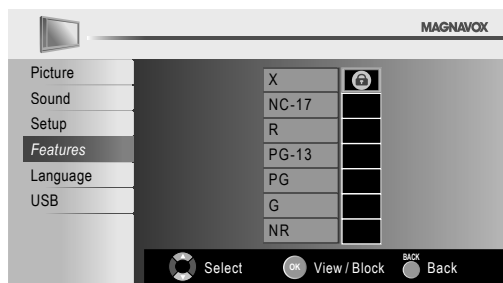 MAGNAVOX
Picture
Sound
Setup
Features
Language
USB
X
NC-17
R
PG-13
PG
G
NR
Select
OK
View / Block
BACK
Back